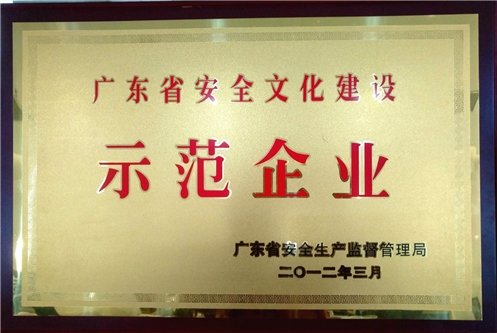 广东省安全文化建设
示范企业
广东省安全生产监督管理局
二〇一二年三月